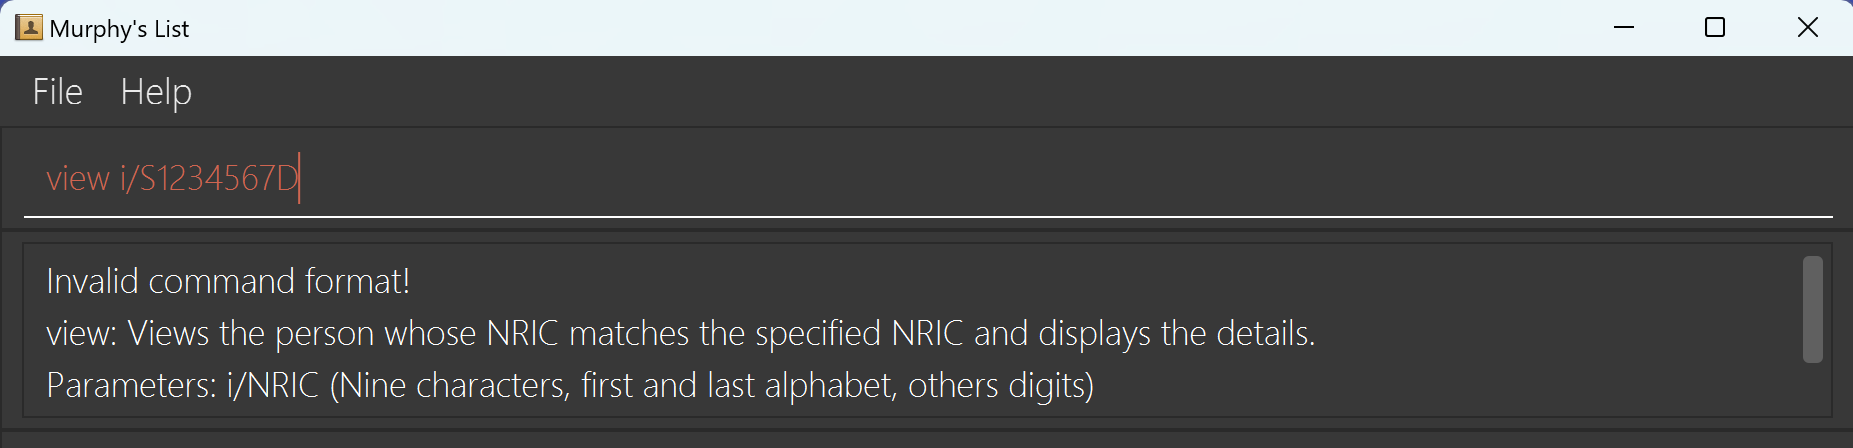 Murphy's List
File Help
view i/S1234567D
Invalid command format!
view: Views the person whose NRIC matches the specified NRIC and displays the details.
Parameters: i/NRIC (Nine characters, first and last alphabet, others digits)